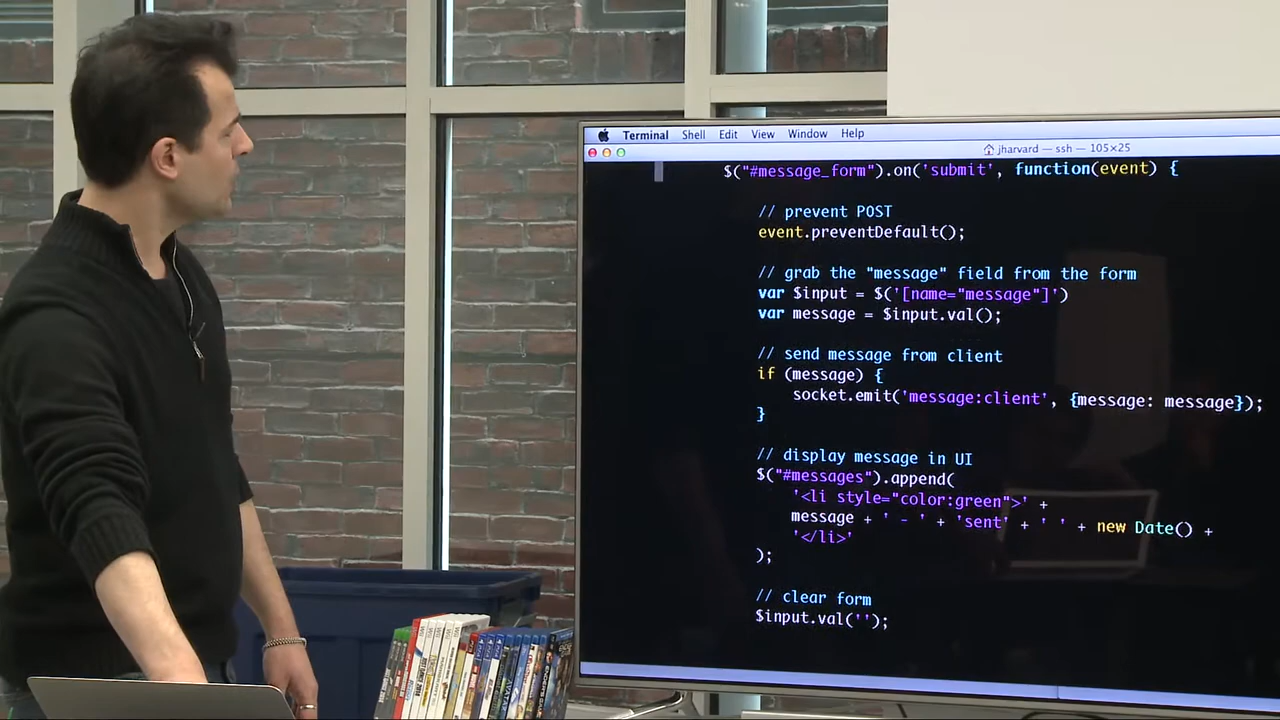 Terminal Shell Edit View Window Help
jharvard — ssh — 105×25
$("#message_form").on('submit', function(event) {
// prevent POST
event.preventDefault();
// grab the "message" field from the form
var $input = $('[name="message"]')
var message = $input.val();
// send message from client
if (message) {
socket.emit('message:client', {message: message});
}
// display message in UI
$("#messages").append(
'<li style="color:green">' +
message + ' - ' + 'sent' + ' ' + new Date() +
'</li>'
);
// clear form
$input.val('');